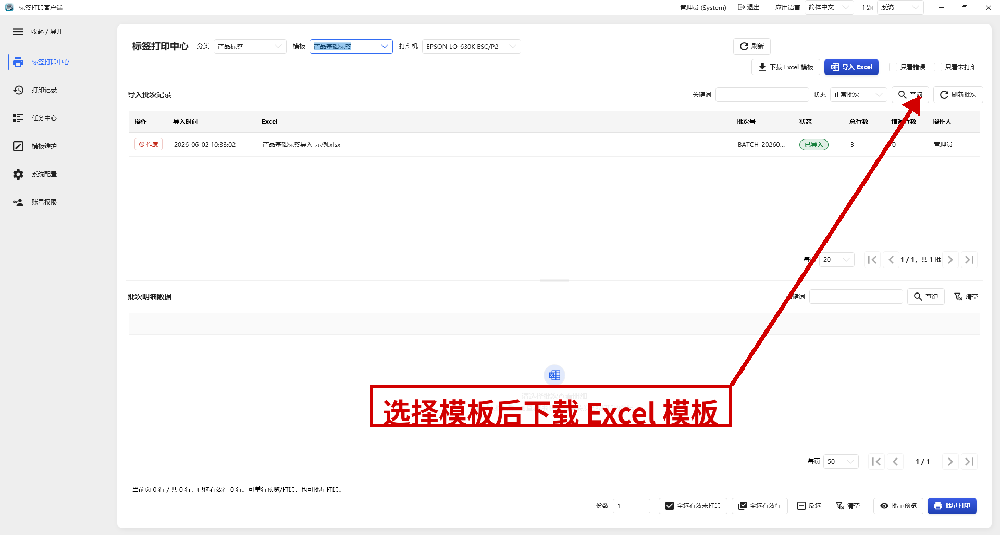 标签打印客户端
管理员 (System)
退出
应用语言
简体中文
主题
系统
收起 / 展开
标签打印中心
打印记录
任务中心
模板维护
系统配置
账号权限
标签打印中心
分类
产品标签
模板
产品基础标签
打印机
EPSON LQ-630K ESC/P2
刷新
下载 Excel 模板
导入 Excel
只看错误
只看未打印
导入批次记录
关键词
状态
正常批次
查询
刷新批次
操作
导入时间
Excel
批次号
状态
总行数
错误行数
操作人
作废
2026-06-02 10:33:02
产品基础标签导入_示例.xlsx
BATCH-20260...
已导入
3
0
管理员
每页
20
1 / 1，共 1 批
批次明细数据
关键词
查询
清空
请选择批次查看明细
选择模板后下载 Excel 模板
每页
50
1 / 1
当前页 0 行 / 共 0 行，已选有效行 0 行。可单行预览/打印，也可批量打印。
份数
1
全选有效未打印
全选有效行
反选
清空
批量预览
批量打印